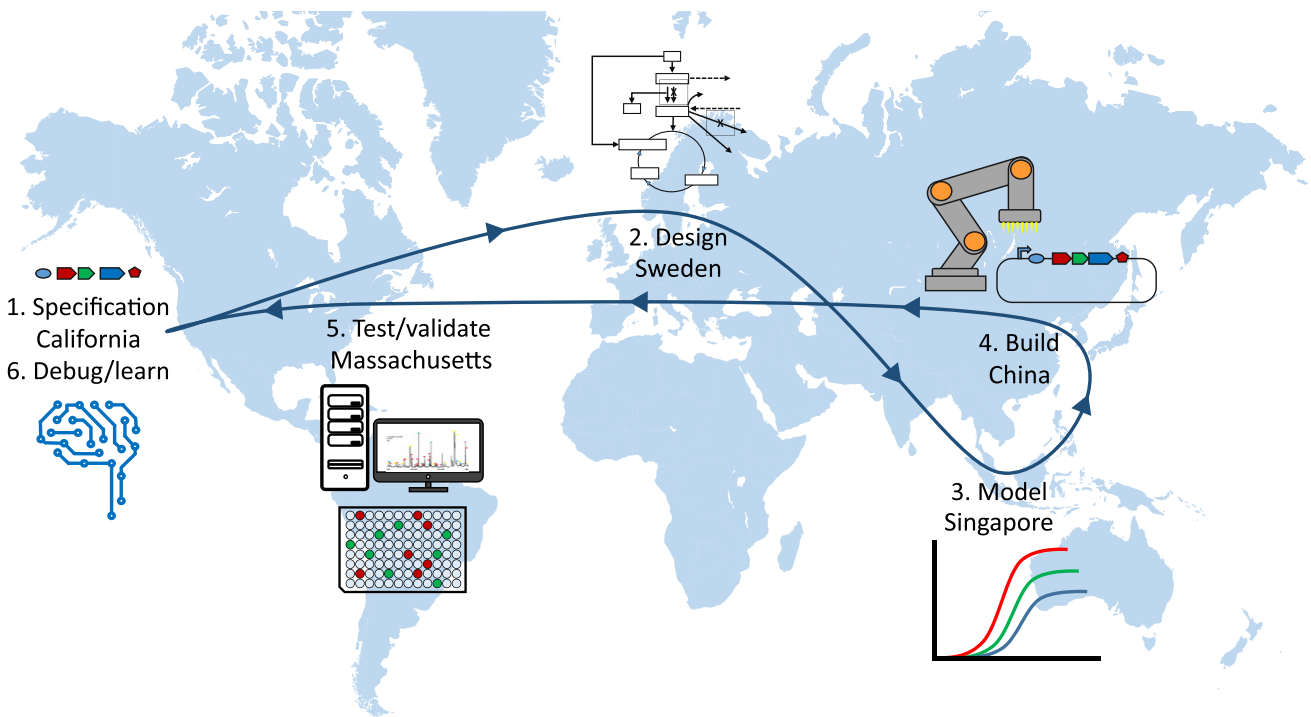 1. Specification
California
6. Debug/learn
2. Design
Sweden
3. Model
Singapore
4. Build
China
5. Test/validate
Massachusetts